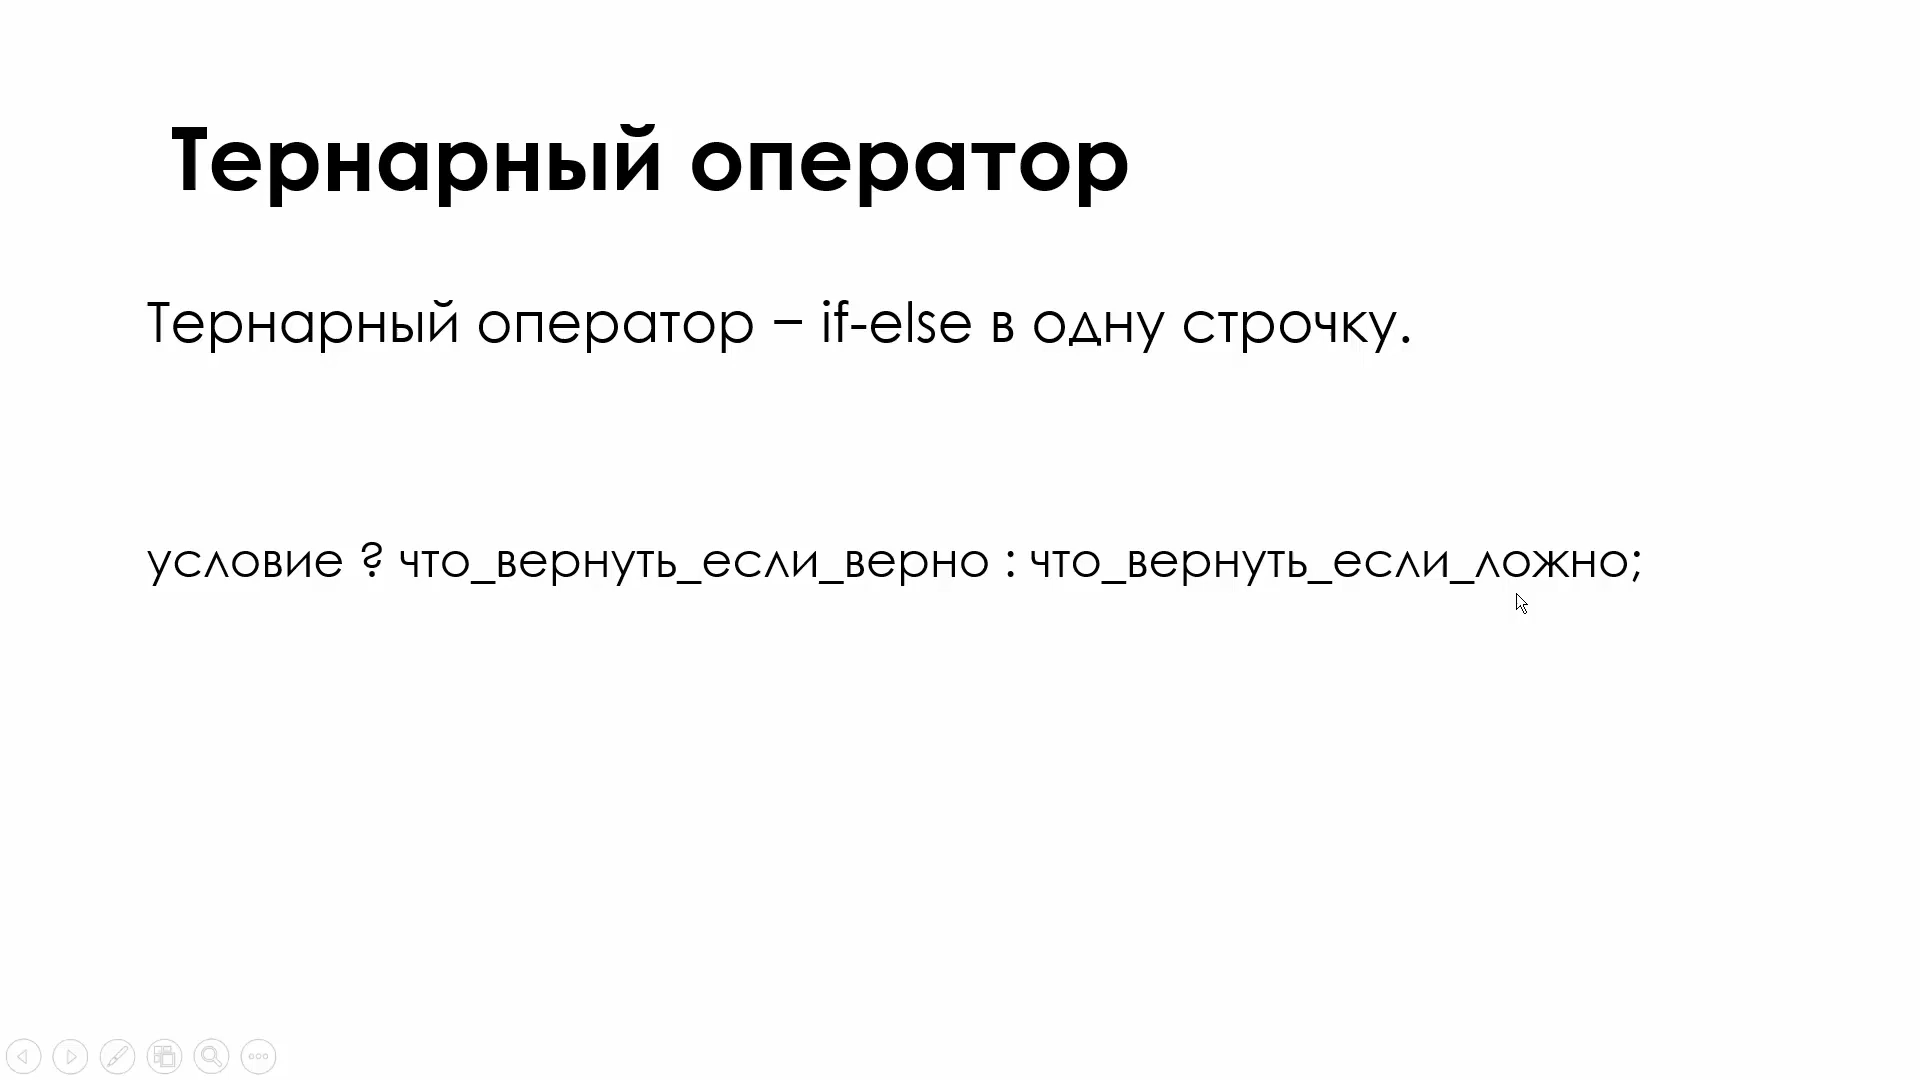 Тернарный оператор
Тернарный оператор – if-else в одну строчку.
условие ? что_вернуть_если_верно : что_вернуть_если_ложно;